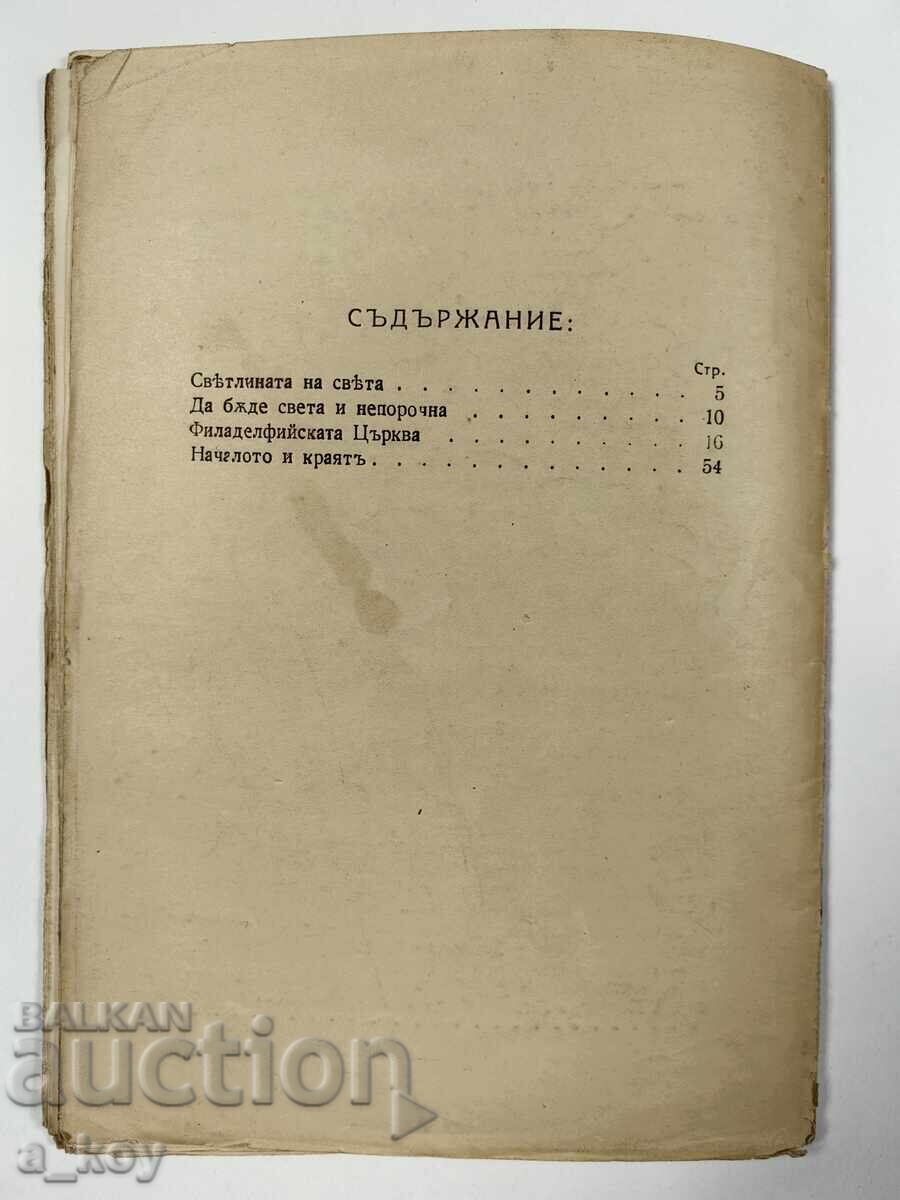 СЪДЪРЖАНИЕ:
Стр.
Свѣтлината на свѣта . . . . . . . . . . . . . 5
Да бѫде света и непорочна . . . . . . . . . 10
Филаделфийската Църква . . . . . . . . . . 16
Начглото и краятъ . . . . . . . . . . . . . . 54
BALKAN
auction
a_koy